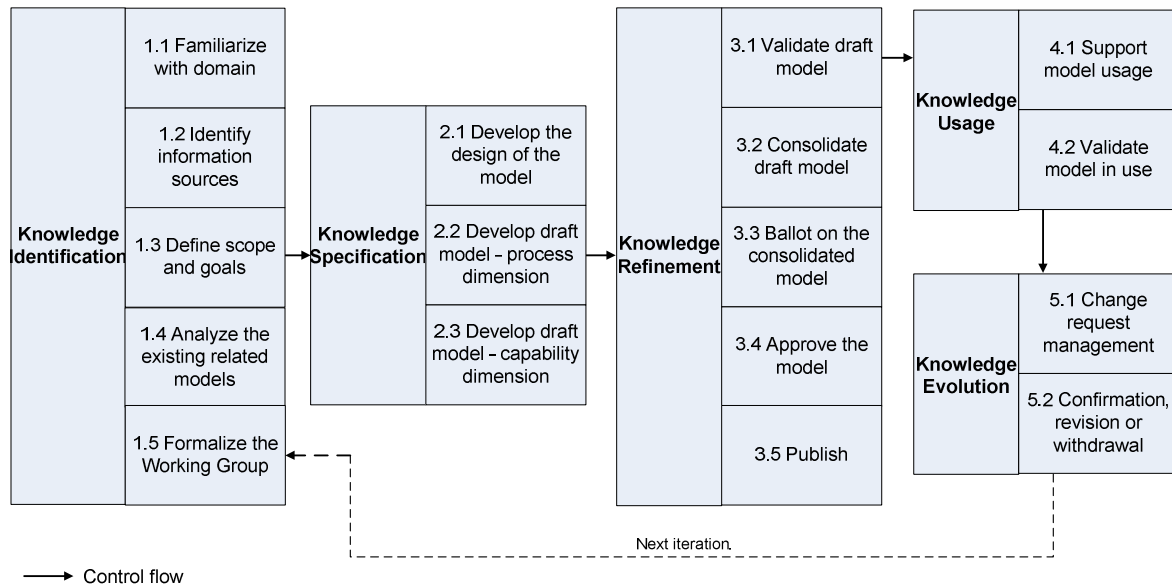 Knowledge
Identification
1.1 Familiarize
with domain
1.2 Identify
information
sources
1.3 Define scope
and goals
1.4 Analyze the
existing related
models
1.5 Formalize the
Working Group
Knowledge
Specification
2.1 Develop the
design of the
model
2.2 Develop draft
model – process
dimension
2.3 Develop draft
model – capability
dimension
Knowledge
Refinement
3.1 Validate draft
model
3.2 Consolidate
draft model
3.3 Ballot on the
consolidated
model
3.4 Approve the
model
3.5 Publish
Knowledge
Usage
4.1 Support
model usage
4.2 Validate
model in use
Knowledge
Evolution
5.1 Change
request
management
5.2 Confirmation,
revision or
withdrawal
Next iteration.
Control flow